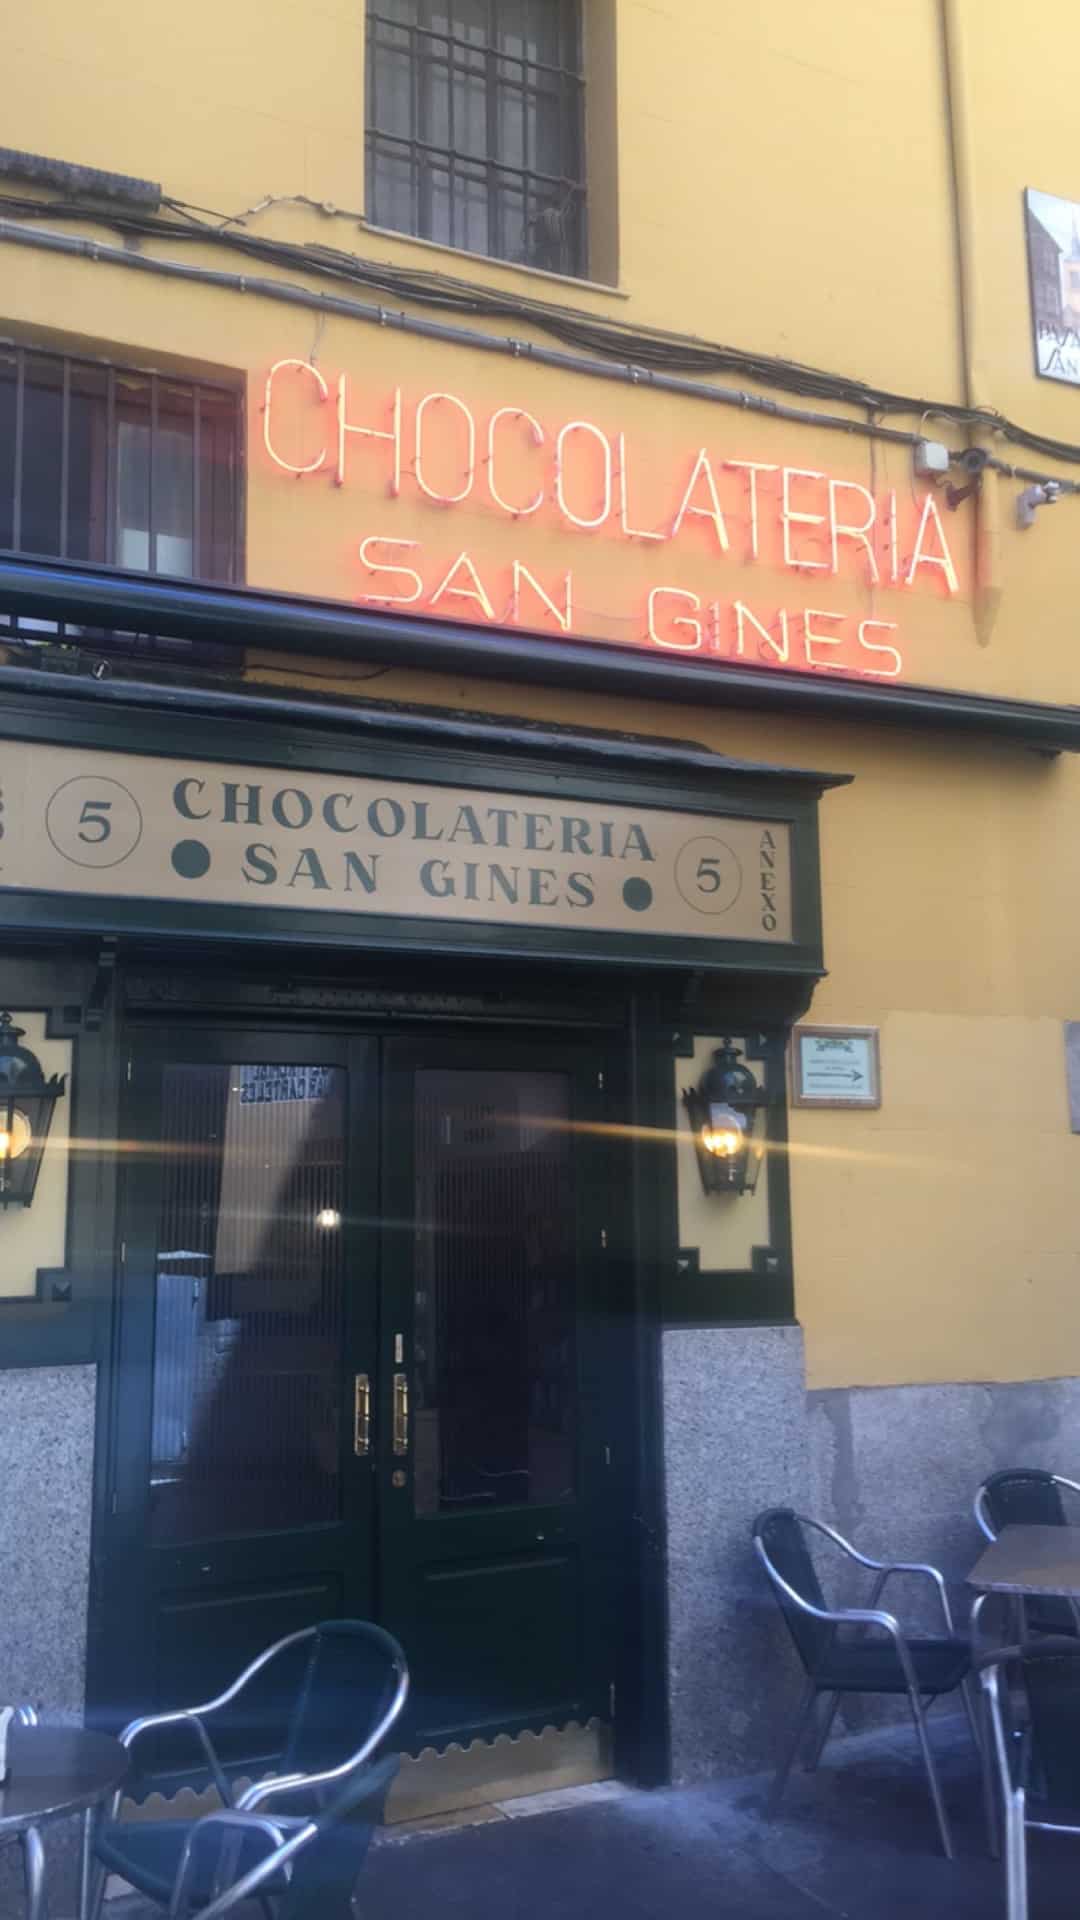 CHOCOLATERIA
SAN GINES
5
CHOCOLATERIA
SAN GINES
5
ANEXO